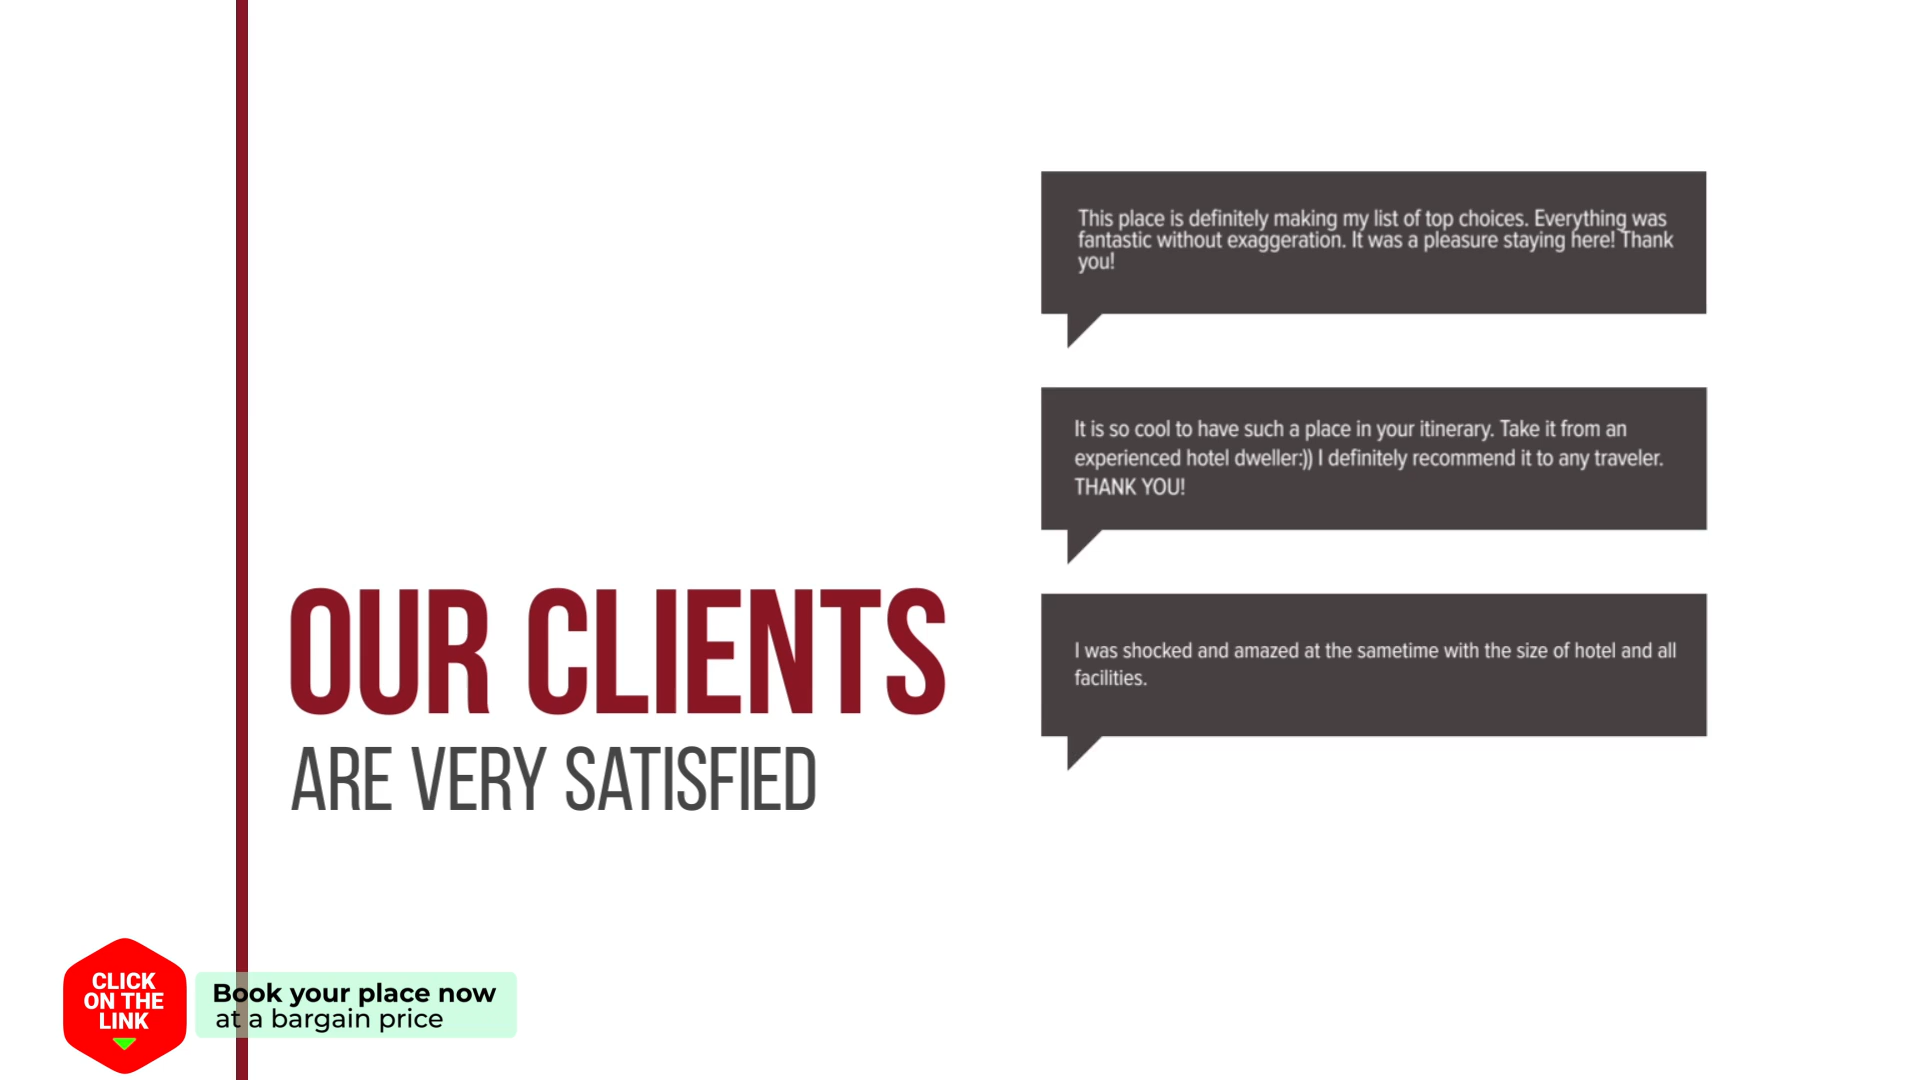 This place is definitely making my list of top choices. Everything was
fantastic without exaggeration. It was a pleasure staying here! Thank
you!
It is so cool to have such a place in your itinerary. Take it from an
experienced hotel dweller:)) I definitely recommend it to any traveler.
THANK YOU!
I was shocked and amazed at the sametime with the size of hotel and all
facilities.
OUR CLIENTS
ARE VERY SATISFIED
CLICK
ON THE
LINK
Book your place now
at a bargain price